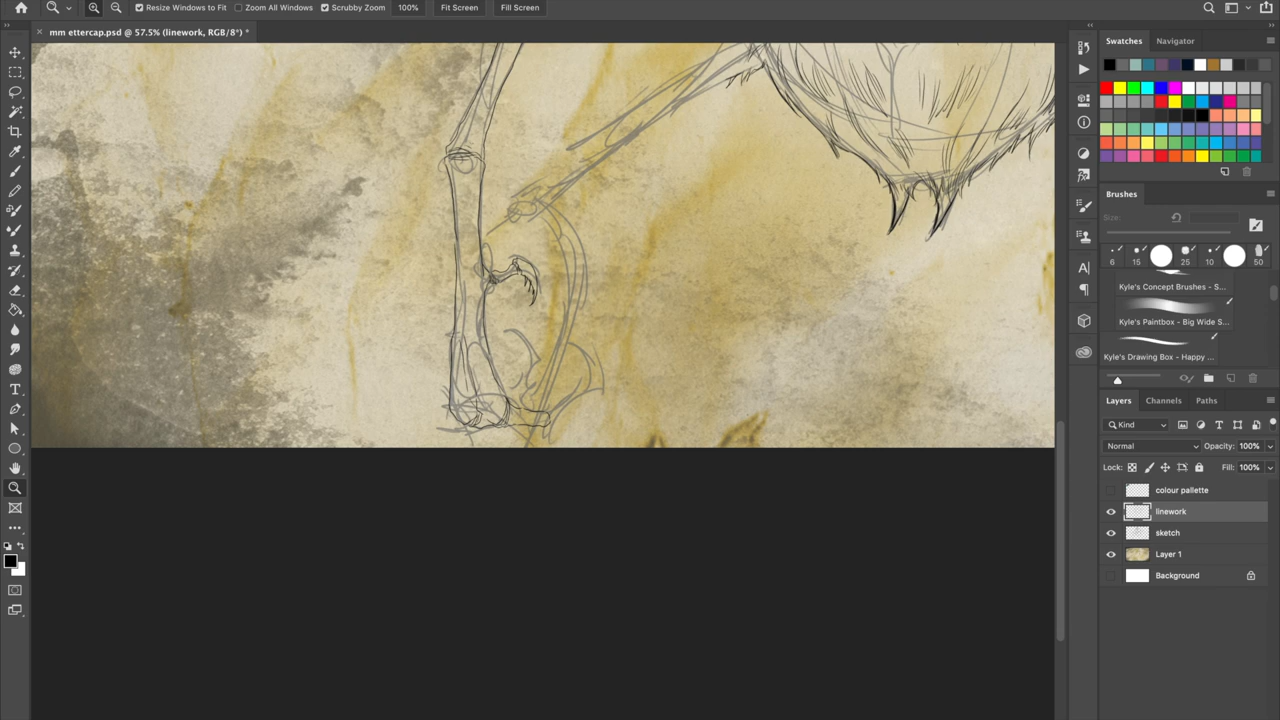 Resize Windows to Fit Zoom All Windows Scrubby Zoom 100% Fit Screen Fill Screen
× mm ettercap.psd @ 57.5% (linework, RGB/8*) *
Swatches Navigator
Brushes
Size:
6 15 25 10 50
Kyle's Concept Brushes - S...
Kyle's Paintbox - Big Wide S...
Kyle's Drawing Box - Happy ...
Layers Channels Paths
Kind
Normal Opacity: 100%
Lock: Fill: 100%
colour pallette
linework
sketch
Layer 1
Background